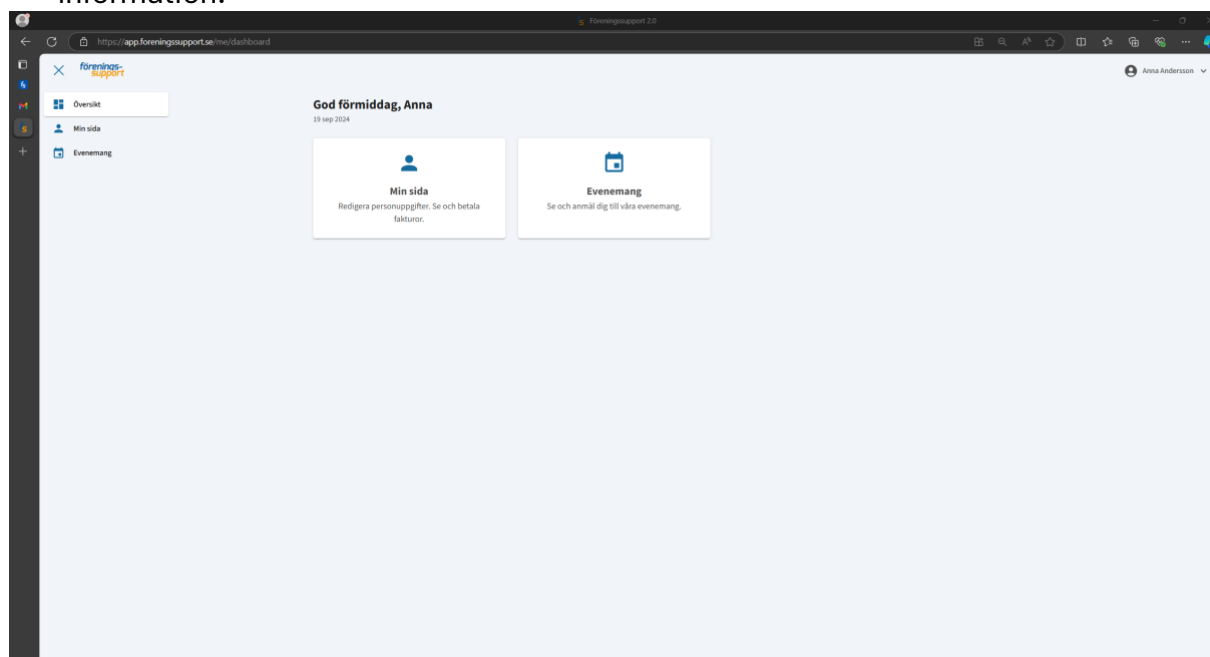 information.
Föreningssupport 2.0
https://app.foreningssupport.se/me/dashboard
förenings-
support
Anna Andersson
Översikt
Min sida
Evenemang
God förmiddag, Anna
19 sep 2024
Min sida
Redigera personuppgifter. Se och betala
fakturor.
Evenemang
Se och anmäl dig till våra evenemang.